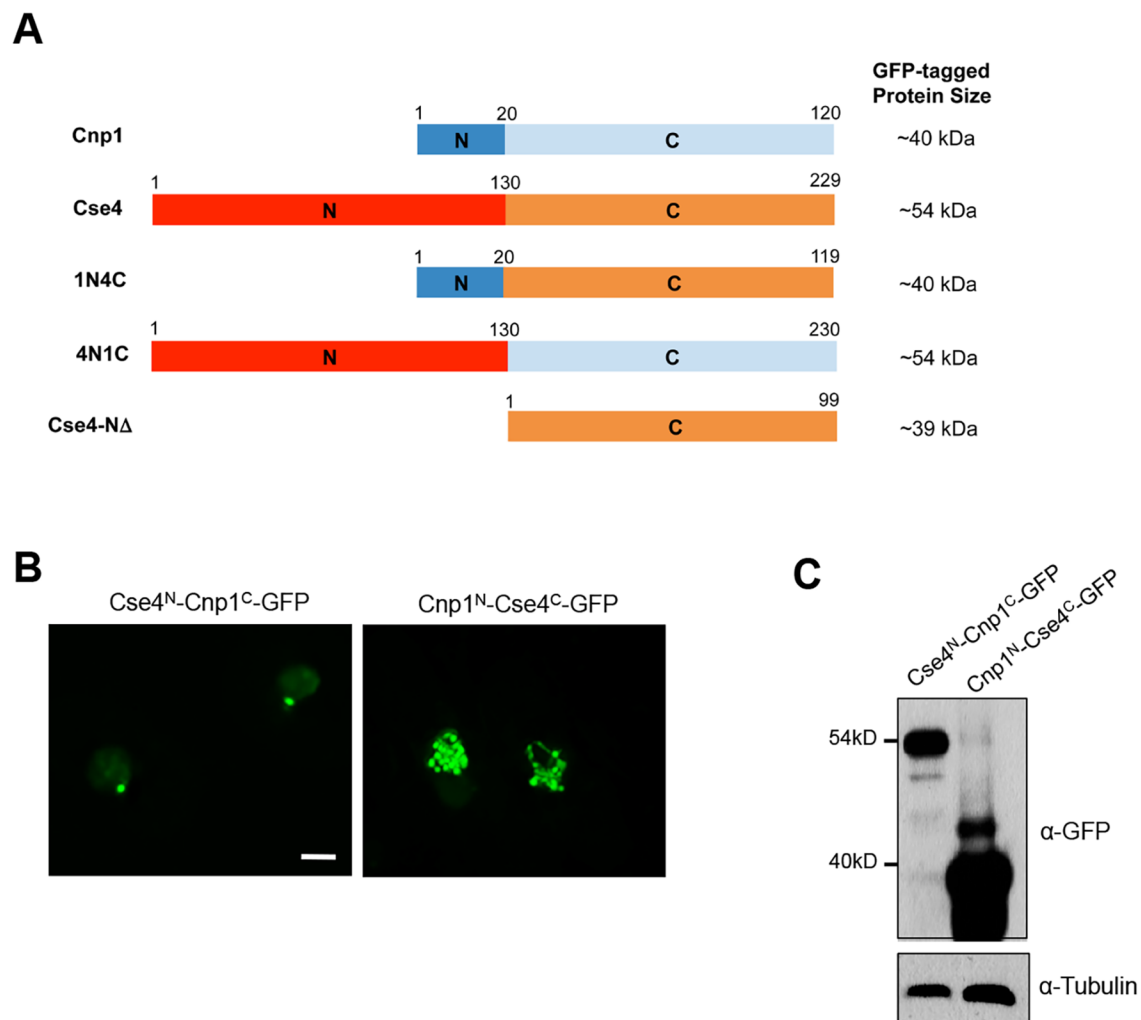 A
GFP-tagged
Protein Size
1 20 120
Cnp1 N C ~40 kDa
1 130 229
Cse4 N C ~54 kDa
1 20 119
1N4C N C ~40 kDa
1 130 230
4N1C N C ~54 kDa
1 99
Cse4-NΔ C ~39 kDa
B
Cse4N-Cnp1C-GFP
Cnp1N-Cse4C-GFP
C
Cse4N-Cnp1C-GFP
Cnp1N-Cse4C-GFP
54kD
40kD
α-GFP
α-Tubulin